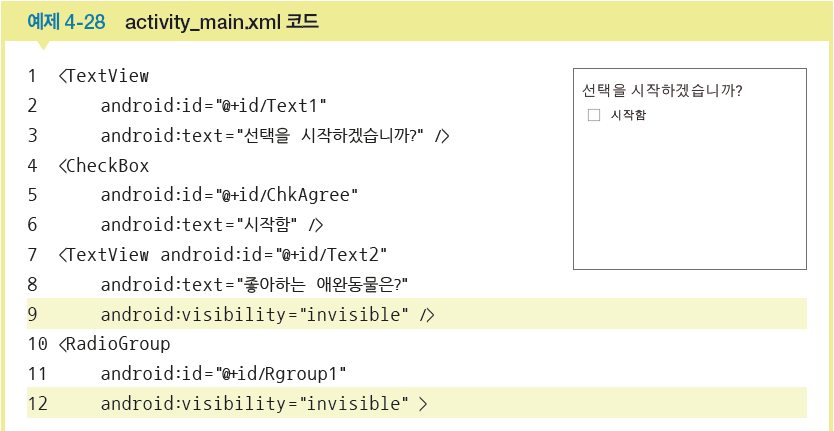 예제 4-28 activity_main.xml 코드
1 <TextView
2 android:id="@+id/Text1"
3 android:text="선택을 시작하겠습니까?" />
4 <CheckBox
5 android:id="@+id/ChkAgree"
6 android:text="시작함" />
7 <TextView android:id="@+id/Text2"
8 android:text="좋아하는 애완동물은?"
9 android:visibility="invisible" />
10 <RadioGroup
11 android:id="@+id/Rgroup1"
12 android:visibility="invisible" >
선택을 시작하겠습니까?
시작함